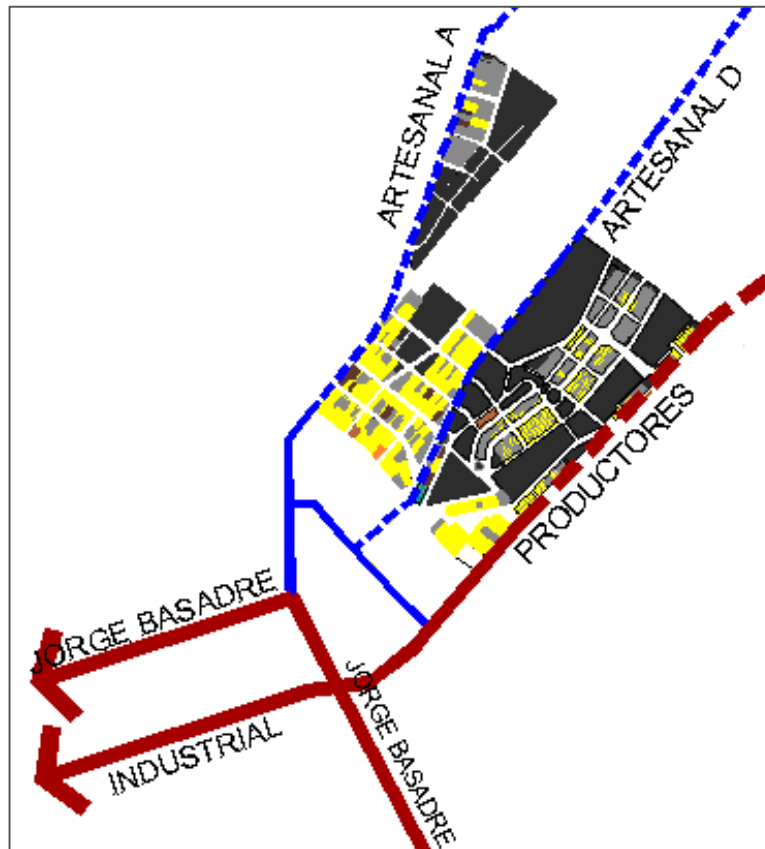 ARTESANAL A
ARTESANAL D
PRODUCTORES
JORGE BASADRE
JORGE BASADRE
INDUSTRIAL